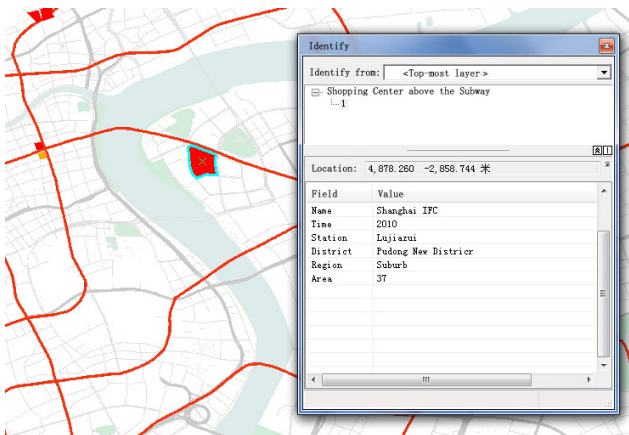 Identify
Identify from: <Top-most layer>
Shopping Center above the Subway
1
Location: 4,878.260 -2,858.744 米
Field Value
Name Shanghai IFC
Time 2010
Station Lujiazui
District Pudong New Districr
Region Suburb
Area 37